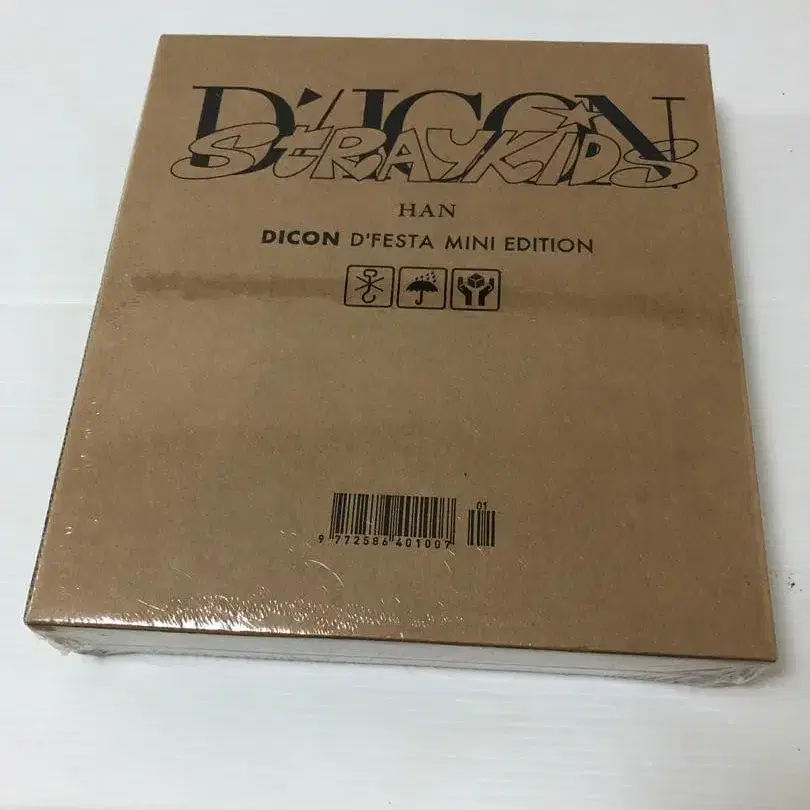 D'ICON
STRAYKIDS
HAN
DICON D'FESTA MINI EDITION
01
9 772586 401007